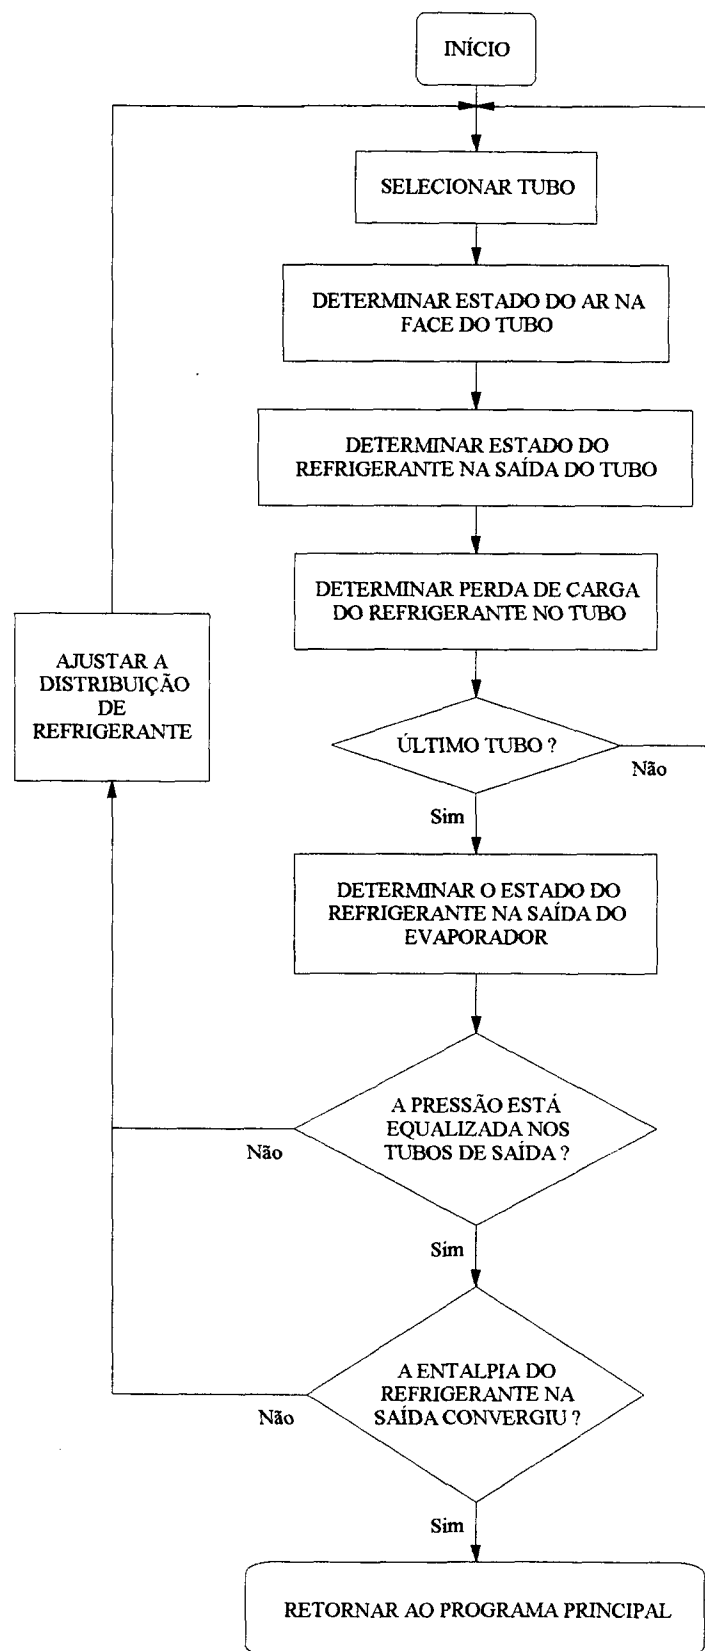 INÍCIO
SELECIONAR TUBO
DETERMINAR ESTADO DO AR NA
FACE DO TUBO
DETERMINAR ESTADO DO
REFRIGERANTE NA SAÍDA DO TUBO
DETERMINAR PERDA DE CARGA
DO REFRIGERANTE NO TUBO
AJUSTAR A
DISTRIBUIÇÃO
DE
REFRIGERANTE
ÚLTIMO TUBO ?
Não
Sim
DETERMINAR O ESTADO DO
REFRIGERANTE NA SAÍDA DO
EVAPORADOR
A PRESSÃO ESTÁ
EQUALIZADA NOS
TUBOS DE SAÍDA ?
Não
Sim
A ENTALPIA DO
REFRIGERANTE NA
SAÍDA CONVERGIU ?
Não
Sim
RETORNAR AO PROGRAMA PRINCIPAL